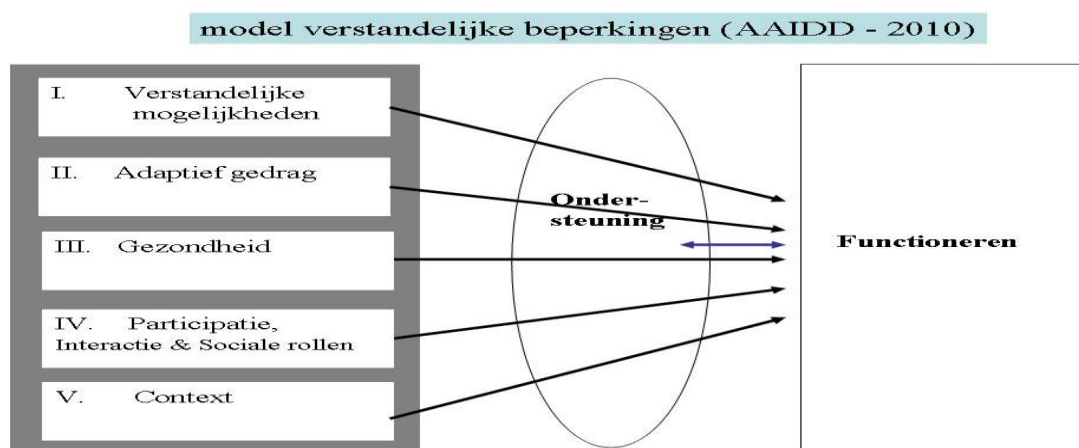 model verstandelijke beperkingen (AAIDD - 2010)
I. Verstandelijke
mogelijkheden
II. Adaptief gedrag
III. Gezondheid
IV. Participatie,
Interactie & Sociale rollen
V. Context
Onder-
steuning
Functioneren